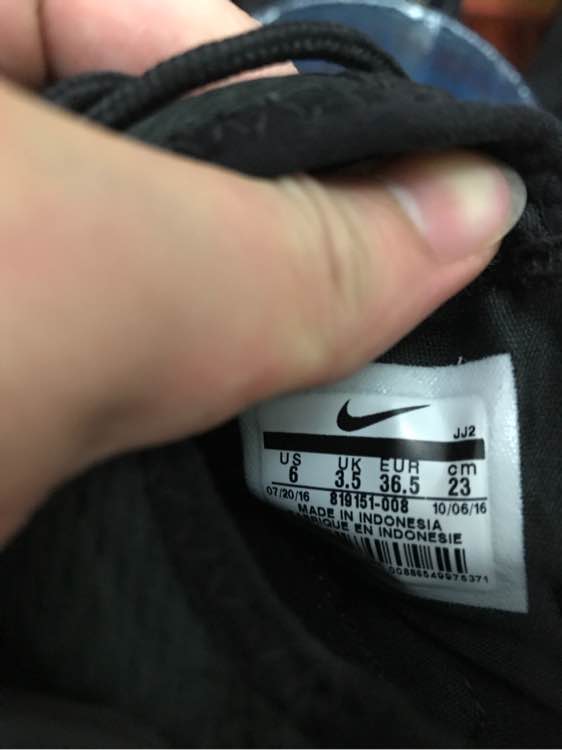 JJ2
US UK EUR cm
6 3.5 36.5 23
07/20/16 819151-008 10/06/16
MADE IN INDONESIA
EN INDONESIE